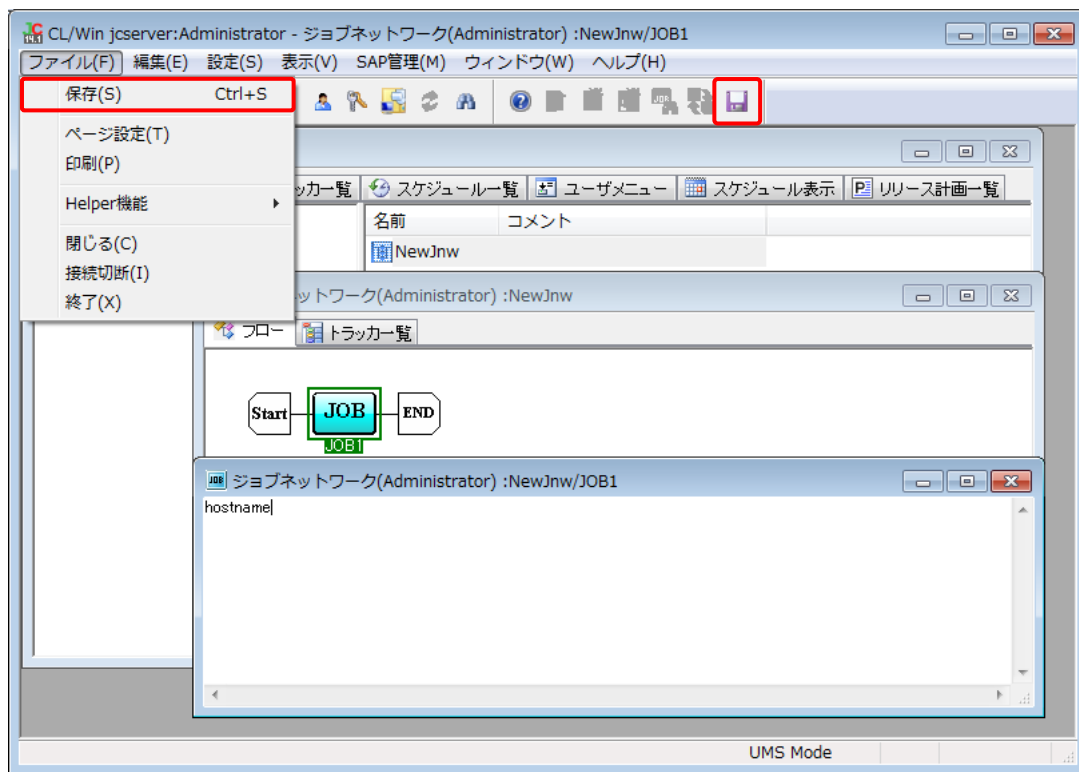 CL/Win jcserver:Administrator - ジョブネットワーク(Administrator) :NewJnw/JOB1
ファイル(F) 編集(E) 設定(S) 表示(V) SAP管理(M) ウィンドウ(W) ヘルプ(H)
保存(S) Ctrl+S
ページ設定(T)
印刷(P)
Helper機能
閉じる(C)
接続切断(I)
終了(X)
ッカー覧 スケジュール一覧 ユーザメニュー スケジュール表示 リリース計画一覧
名前 コメント
NewJnw
ットワーク(Administrator) :NewJnw
フロー トラッカ一覧
Start JOB END
JOB1
JOB ジョブネットワーク(Administrator) :NewJnw/JOB1
hostname
UMS Mode